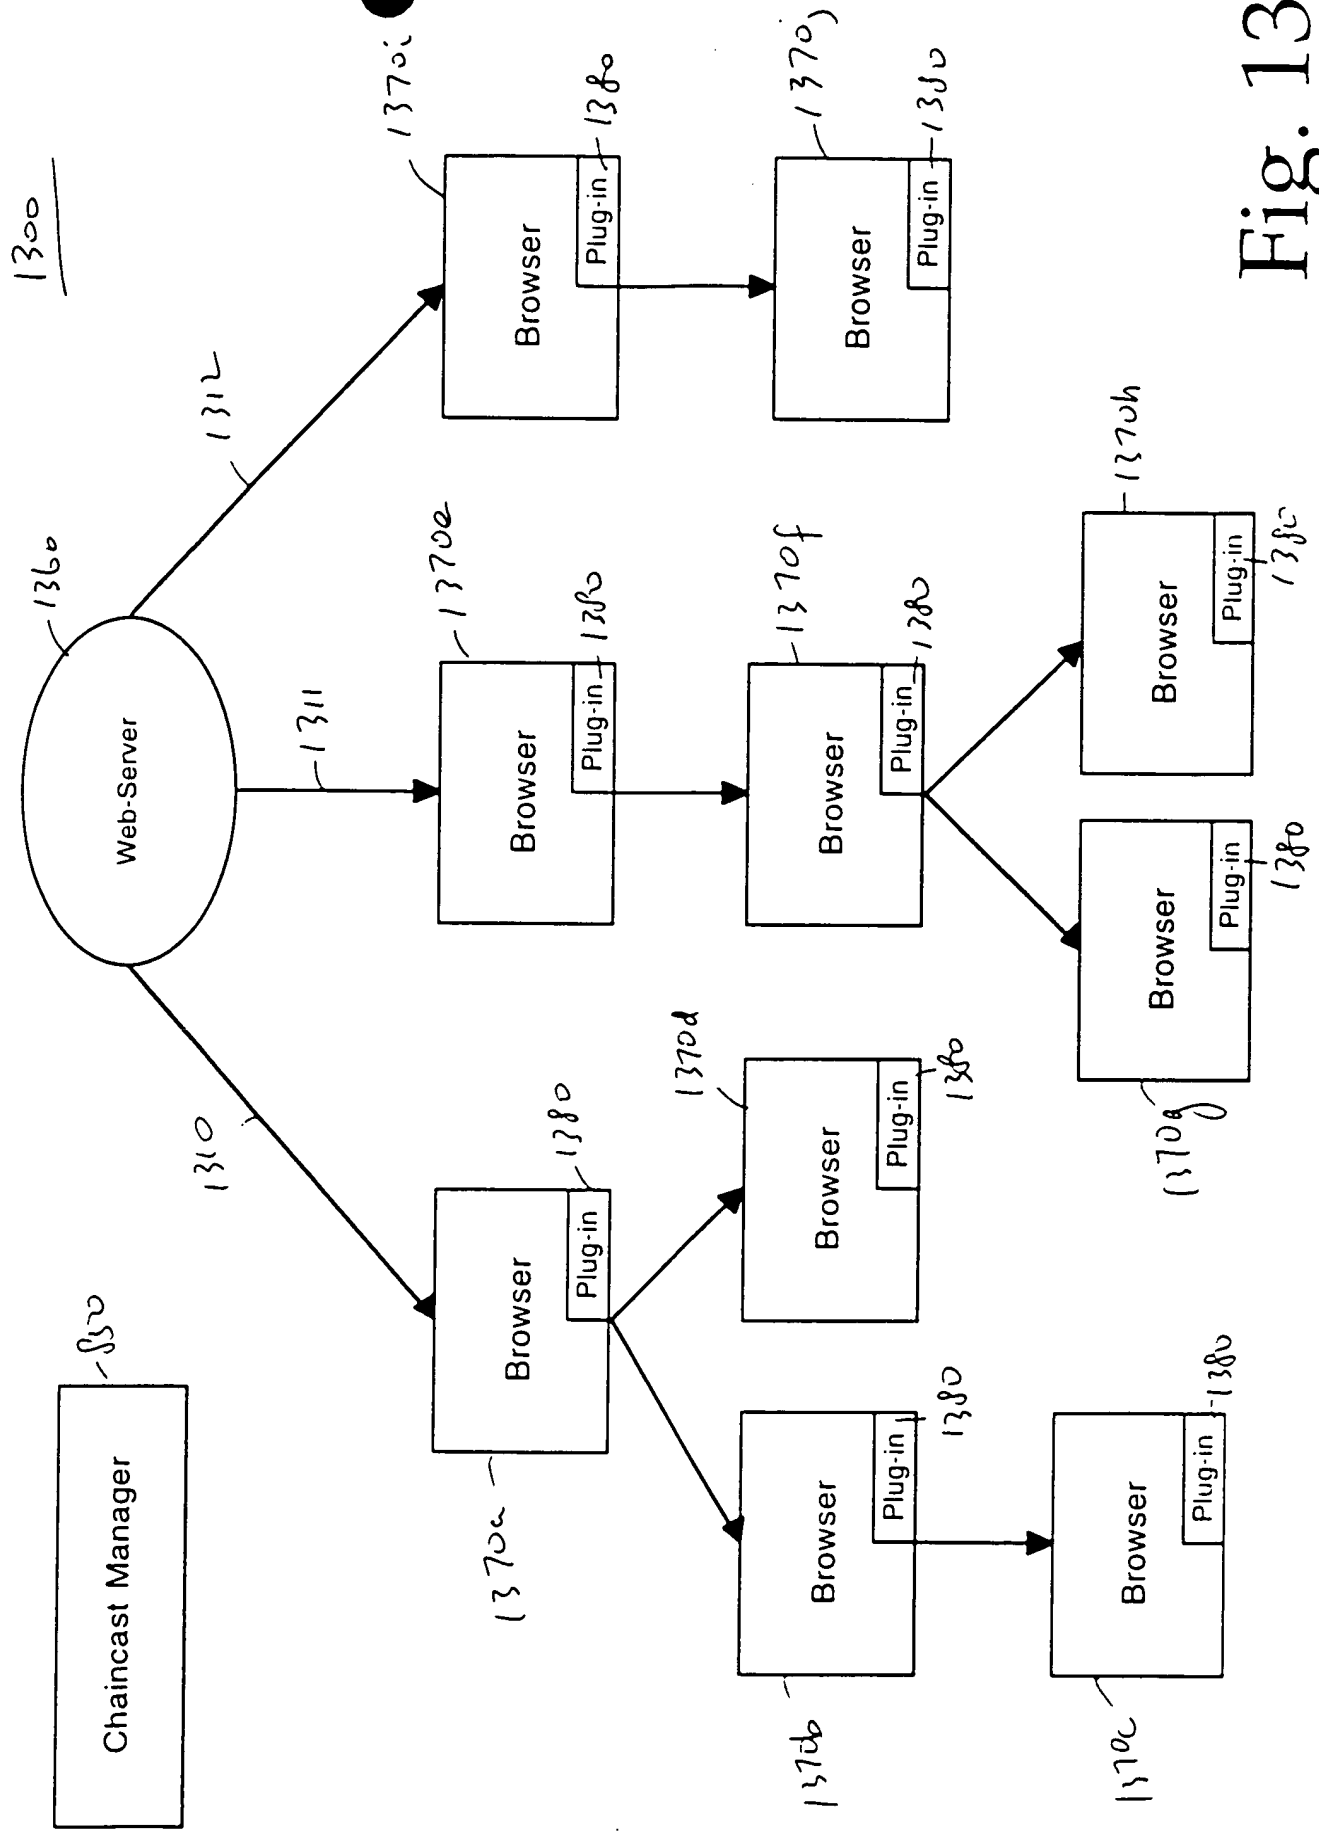 1300
Chaincast Manager
830
Web-Server
1360
1310
1311
1312
Browser
Plug-in
1370a
1380
Browser
Plug-in
1370e
1380
Browser
Plug-in
1370i
1380
Browser
Plug-in
1370b
1380
Browser
Plug-in
1370d
1380
Browser
Plug-in
1370f
1380
Browser
Plug-in
1370j
1380
Browser
Plug-in
1370c
1380
Browser
Plug-in
1370g
1380
Browser
Plug-in
1370h
1380
Fig. 13